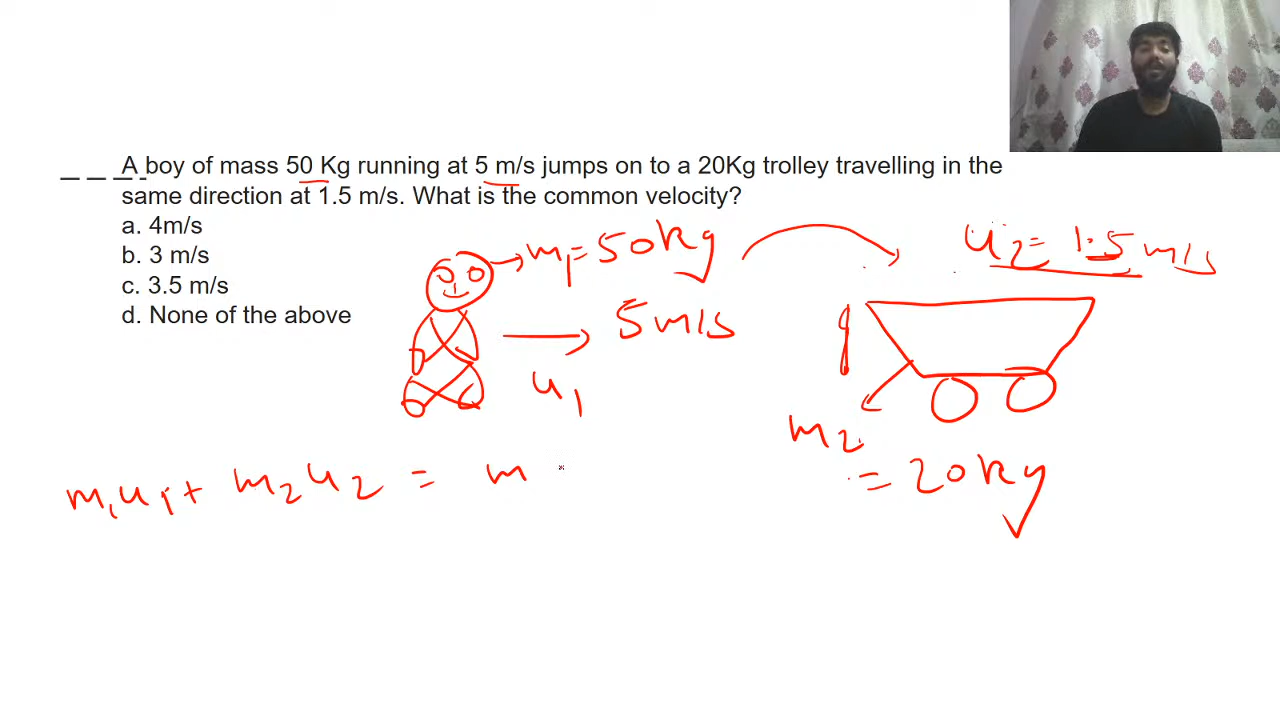 A boy of mass 50 Kg running at 5 m/s jumps on to a 20Kg trolley travelling in the
same direction at 1.5 m/s. What is the common velocity?
a. 4m/s
b. 3 m/s
c. 3.5 m/s
d. None of the above
m1 = 50kg
u2 = 1.5 m/s
5 m/s
u1
m2
= 20kg
m1u1 + m2u2 = m